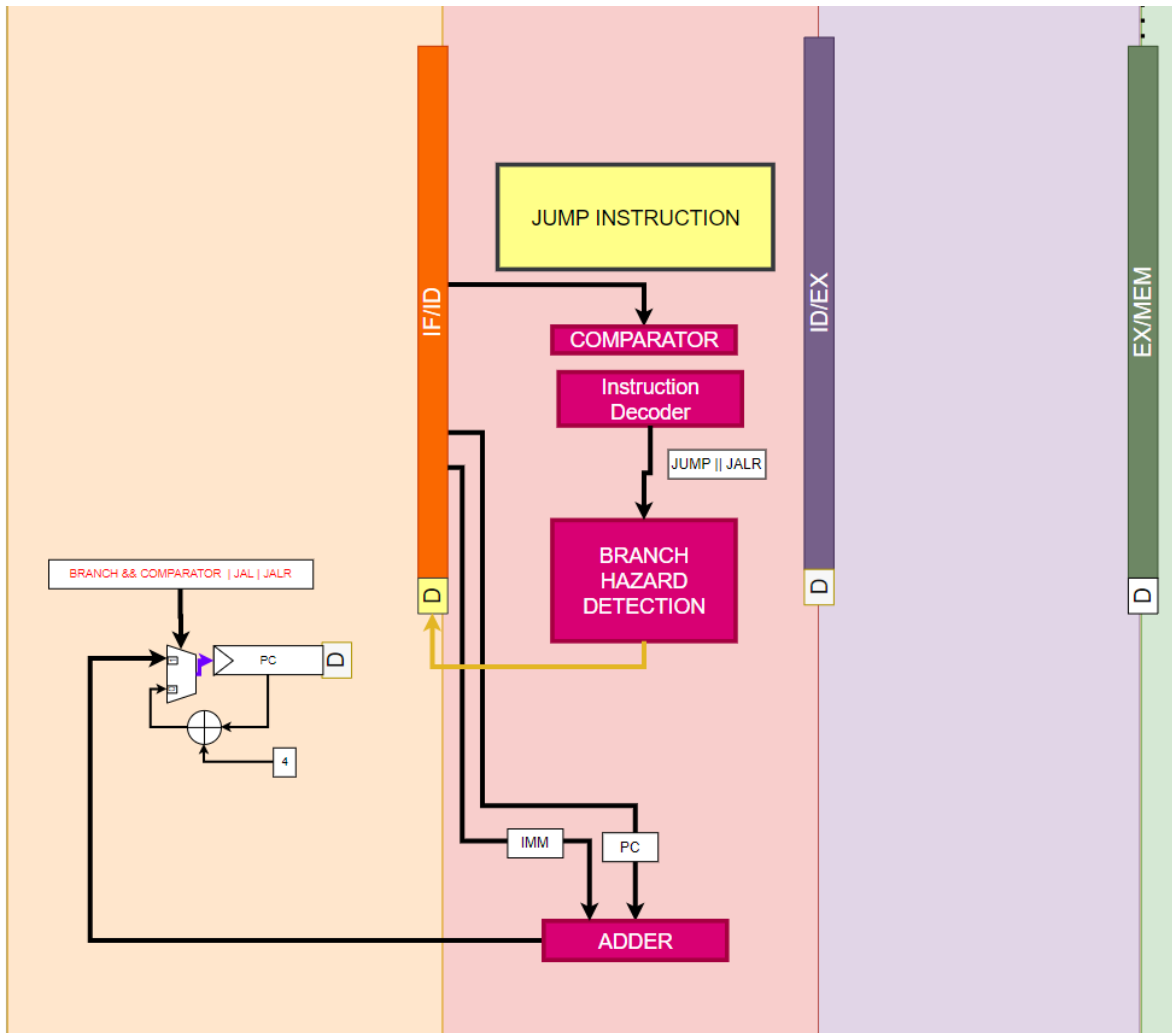 JUMP INSTRUCTION
IF/ID
ID/EX
EX/MEM
COMPARATOR
Instruction
Decoder
JUMP || JALR
BRANCH
HAZARD
DETECTION
BRANCH && COMPARATOR | JAL | JALR
D
D
D
PC
D
4
IMM
PC
ADDER